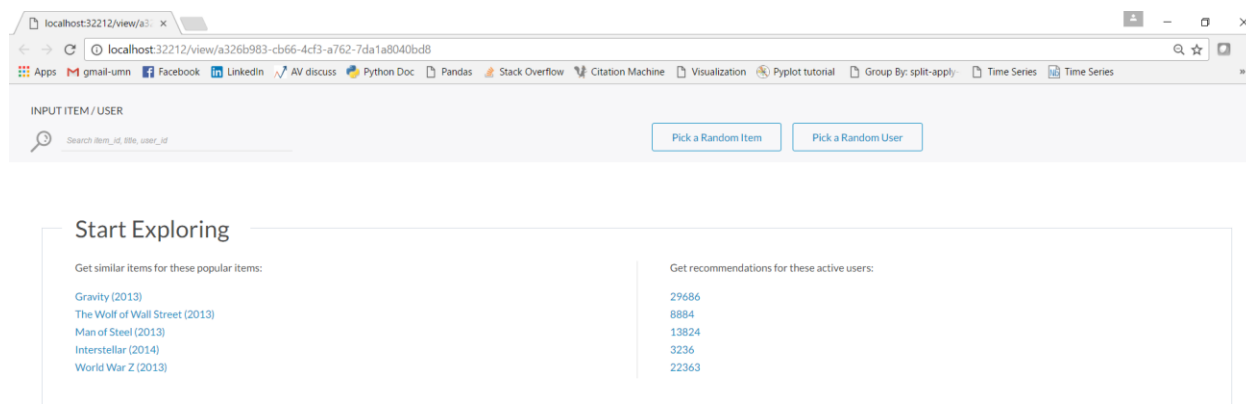 localhost:32212/view/a3
localhost:32212/view/a326b983-cb66-4cf3-a762-7da1a8040bd8
Apps gmail-umn Facebook LinkedIn AV discuss Python Doc Pandas Stack Overflow Citation Machine Visualization Pyplot tutorial Group By: split-apply- Time Series Time Series
INPUT ITEM / USER
Search item_id, title, user_id
Pick a Random Item Pick a Random User
Start Exploring
Get similar items for these popular items:
Gravity (2013)
The Wolf of Wall Street (2013)
Man of Steel (2013)
Interstellar (2014)
World War Z (2013)
Get recommendations for these active users:
29686
8884
13824
3236
22363